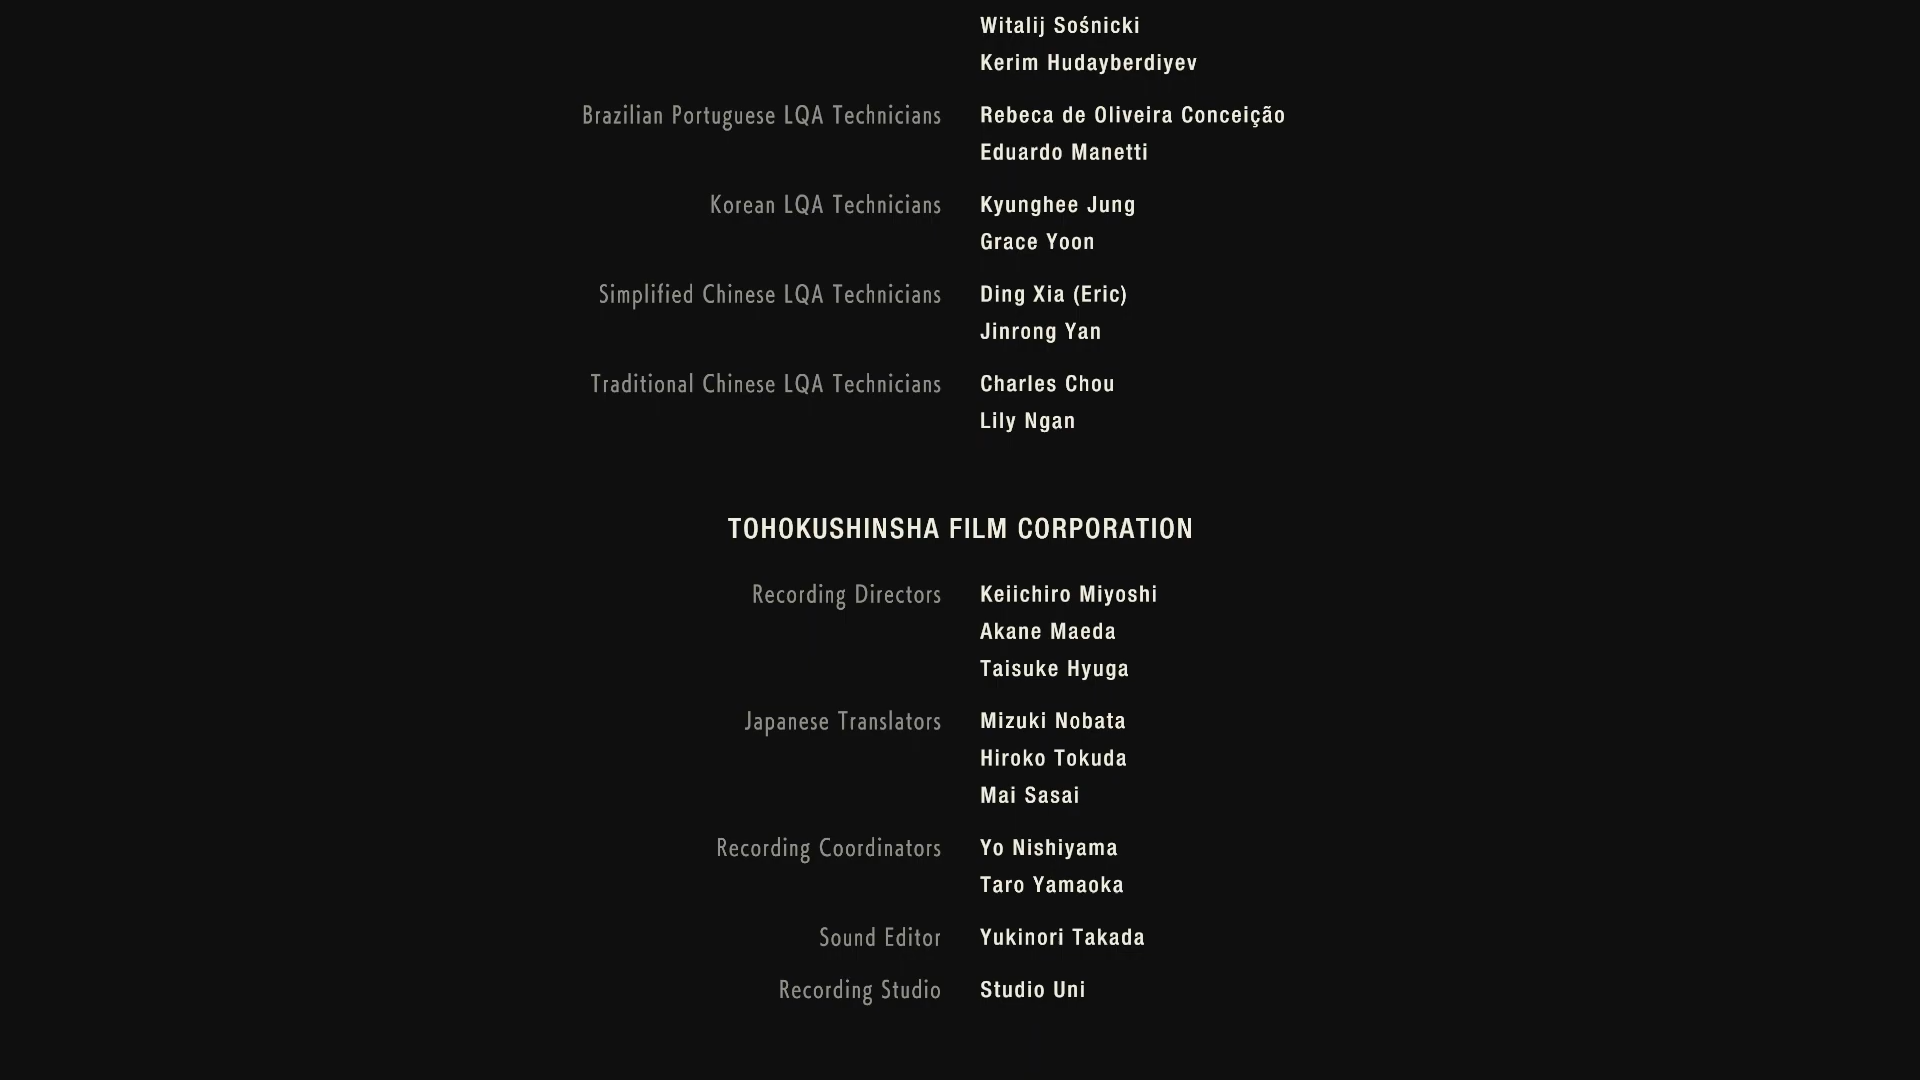 Witalij Sośnicki
Kerim Hudayberdiyev
Brazilian Portuguese LQA Technicians Rebeca de Oliveira Conceição
Eduardo Manetti
Korean LQA Technicians Kyunghee Jung
Grace Yoon
Simplified Chinese LQA Technicians Ding Xia (Eric)
Jinrong Yan
Traditional Chinese LQA Technicians Charles Chou
Lily Ngan
TOHOKUSHINSHA FILM CORPORATION
Recording Directors Keiichiro Miyoshi
Akane Maeda
Taisuke Hyuga
Japanese Translators Mizuki Nobata
Hiroko Tokuda
Mai Sasai
Recording Coordinators Yo Nishiyama
Taro Yamaoka
Sound Editor Yukinori Takada
Recording Studio Studio Uni